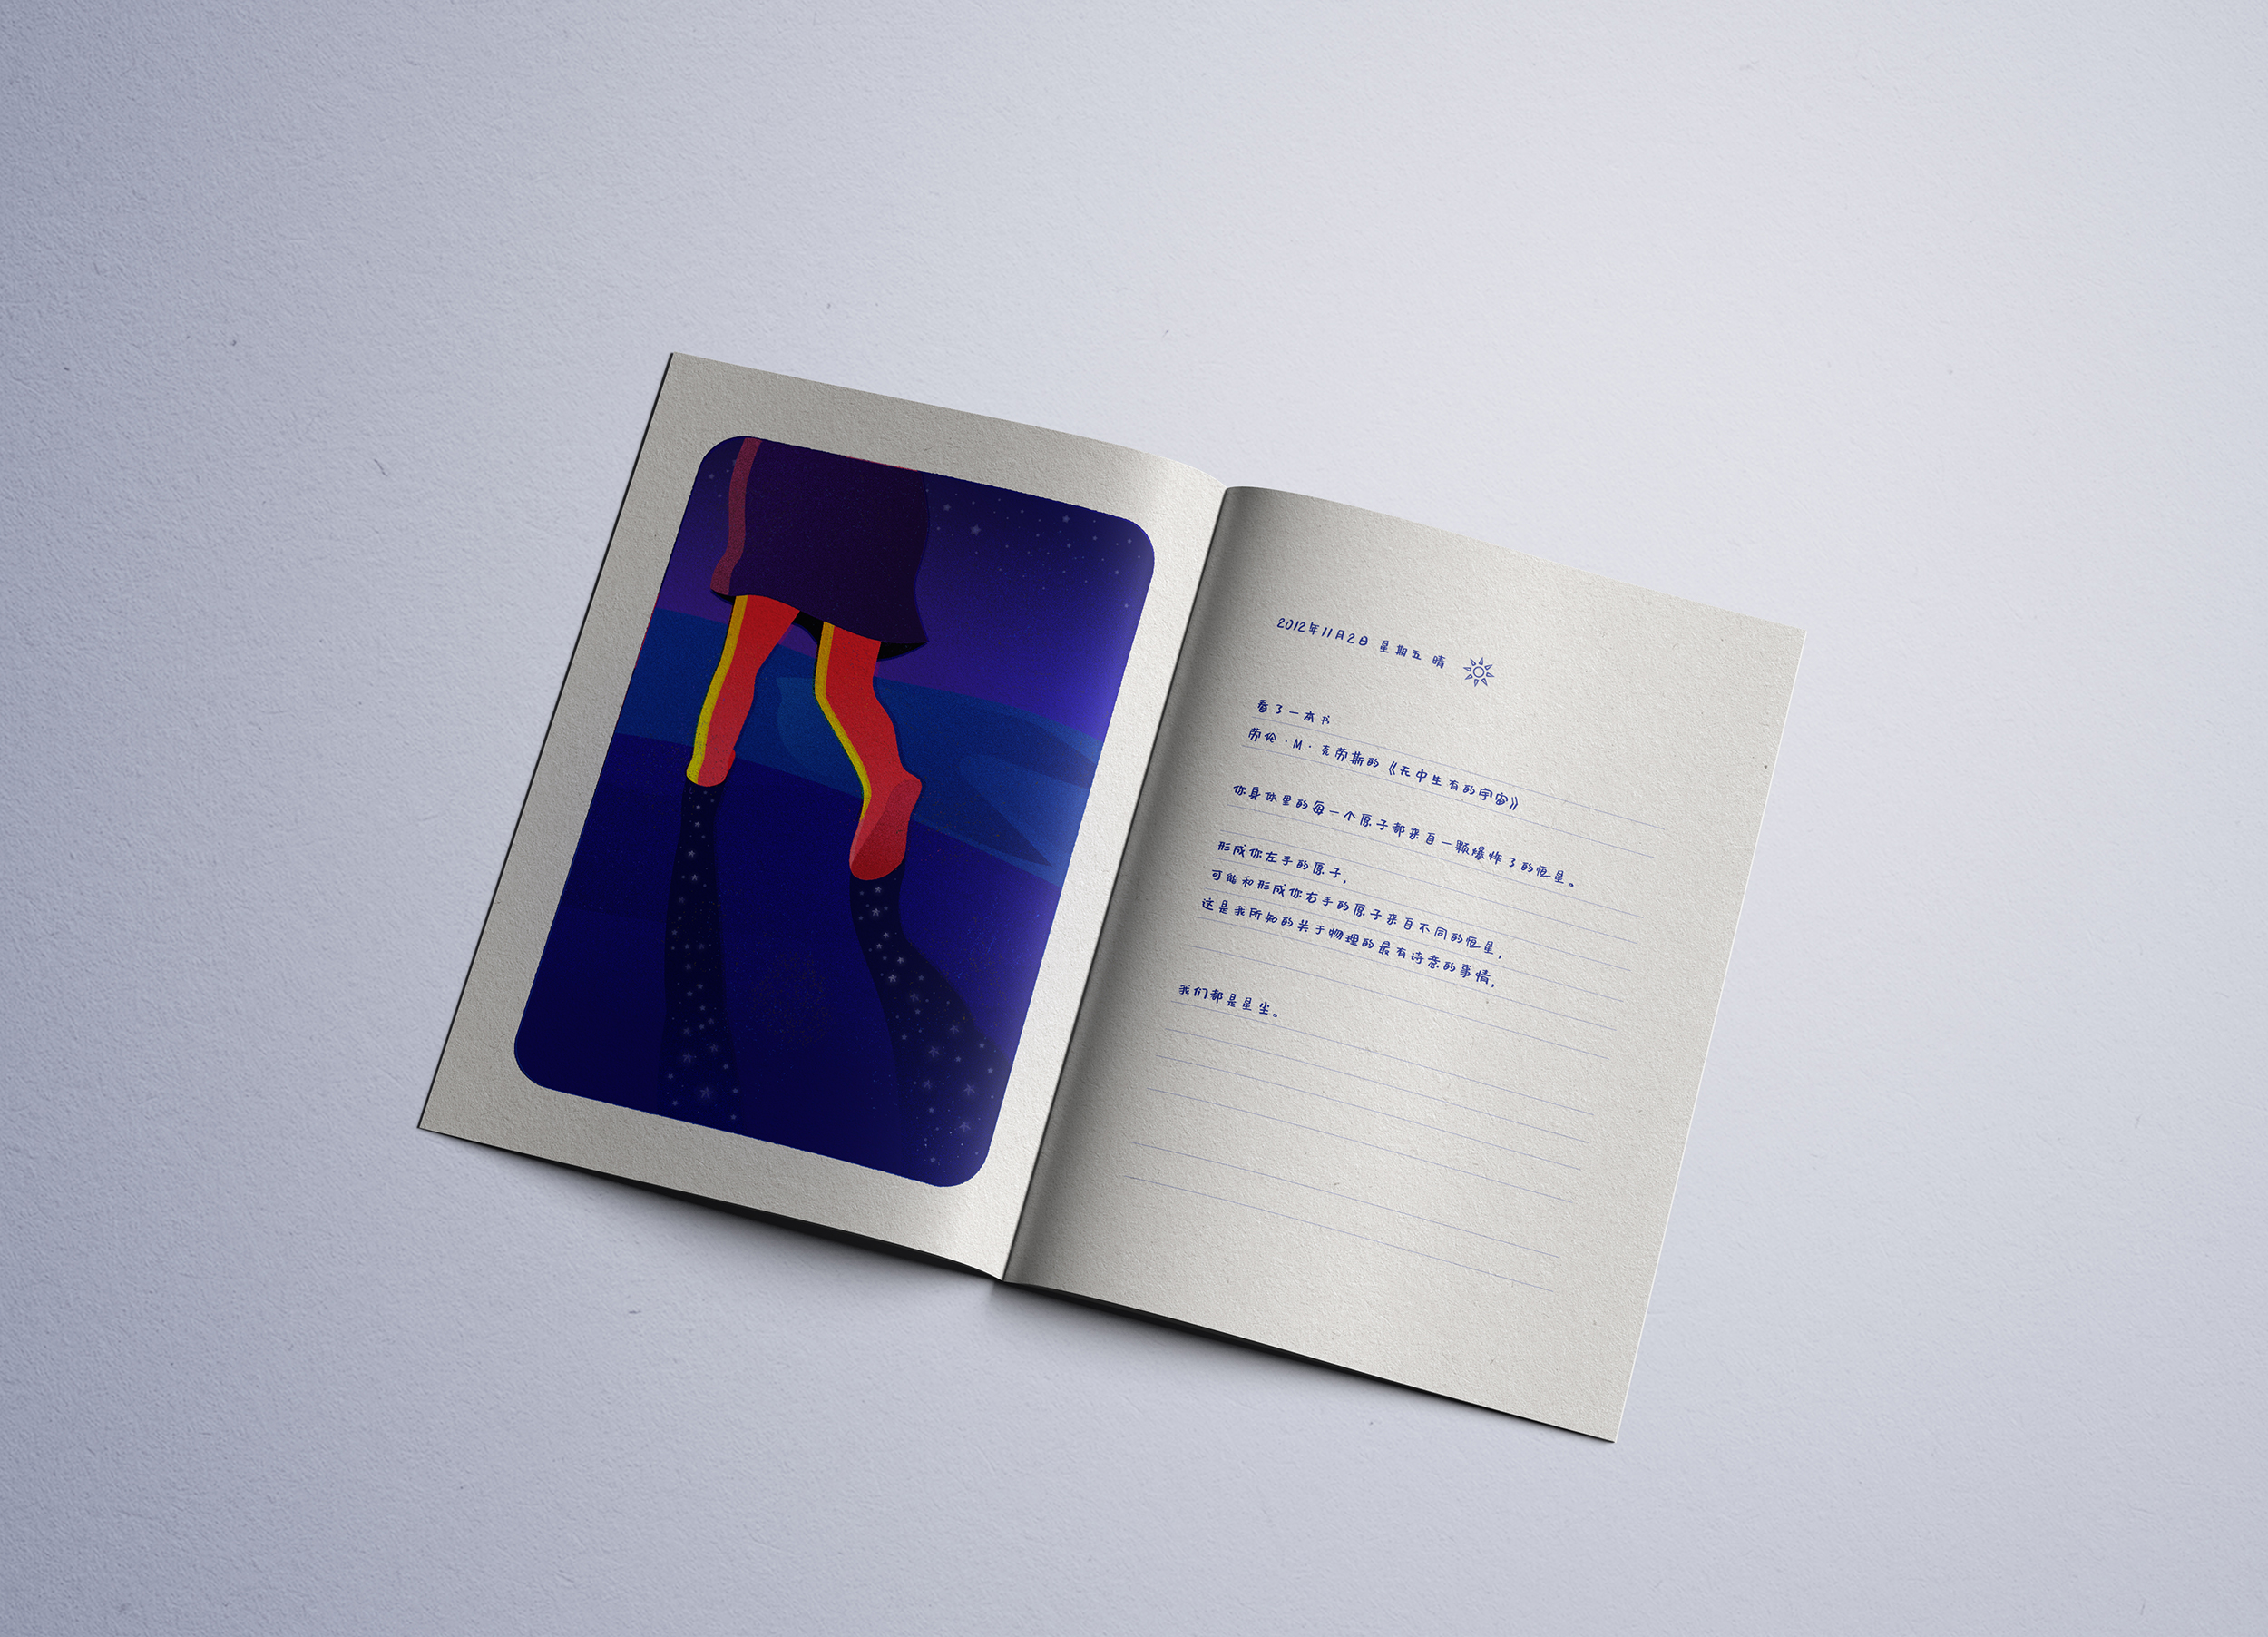 2012年11月2日 星期五 晴
看了一本书
劳伦·M·克劳斯的《无中生有的宇宙》
你身体里的每一个原子都来自一颗爆炸了的恒星。
形成你左手的原子，
可能和形成你右手的原子来自不同的恒星，
这是我所知的关于物理的最有诗意的事情，
我们都是星尘。